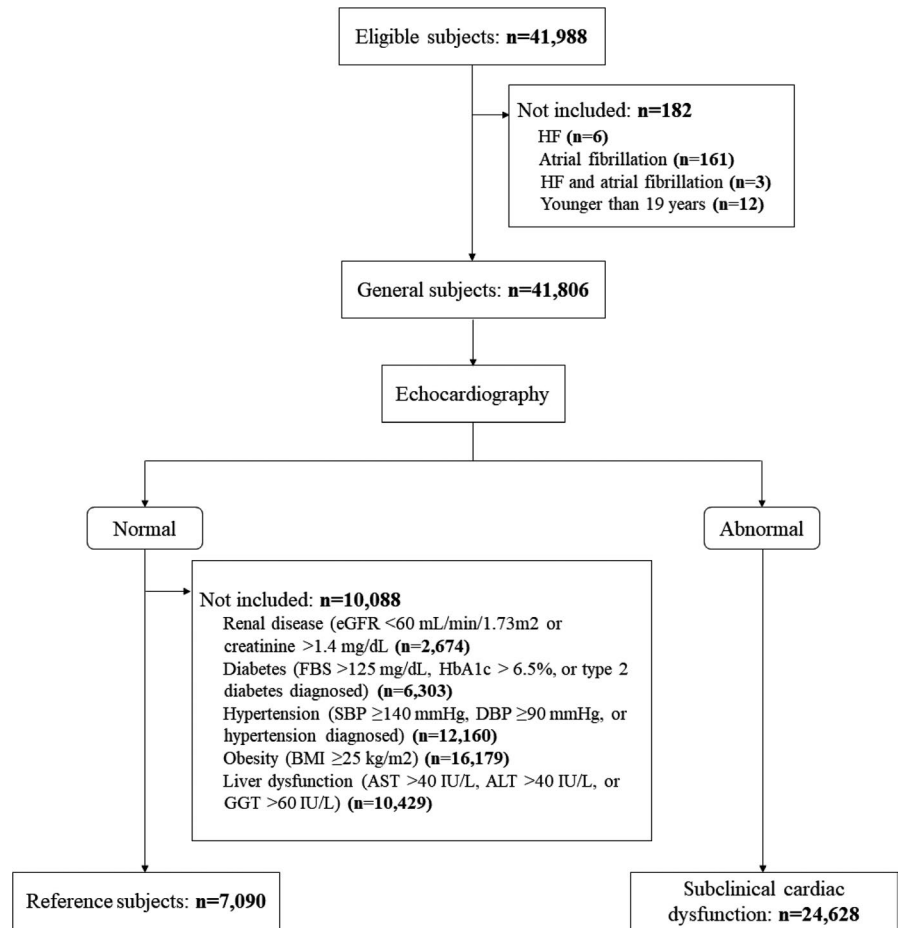 Eligible subjects: n=41,988
Not included: n=182
HF (n=6)
Atrial fibrillation (n=161)
HF and atrial fibrillation (n=3)
Younger than 19 years (n=12)
General subjects: n=41,806
Echocardiography
Normal
Abnormal
Not included: n=10,088
Renal disease (eGFR <60 mL/min/1.73m2 or
creatinine >1.4 mg/dL (n=2,674)
Diabetes (FBS >125 mg/dL, HbA1c > 6.5%, or type 2
diabetes diagnosed) (n=6,303)
Hypertension (SBP ≥140 mmHg, DBP ≥90 mmHg, or
hypertension diagnosed) (n=12,160)
Obesity (BMI ≥25 kg/m2) (n=16,179)
Liver dysfunction (AST >40 IU/L, ALT >40 IU/L, or
GGT >60 IU/L) (n=10,429)
Reference subjects: n=7,090
Subclinical cardiac
dysfunction: n=24,628